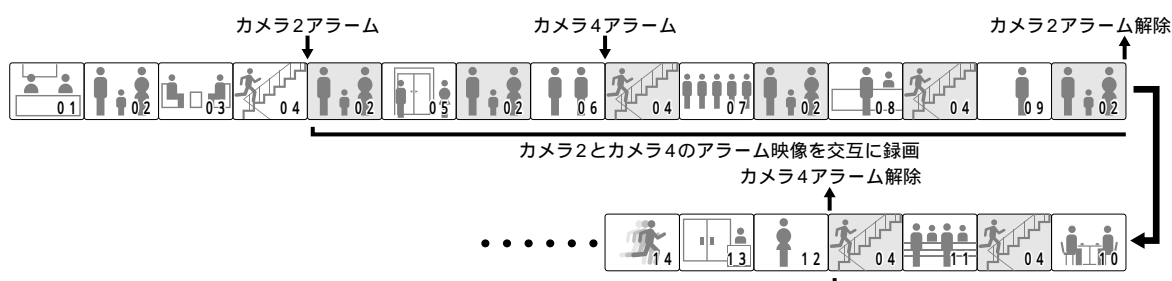 カメラ2アラーム カメラ4アラーム カメラ2アラーム解除
01 02 03 04 02 05 02 06 04 07 02 08 04 09 02
カメラ2とカメラ4のアラーム映像を交互に録画
カメラ4アラーム解除
14 13 12 04 11 04 10